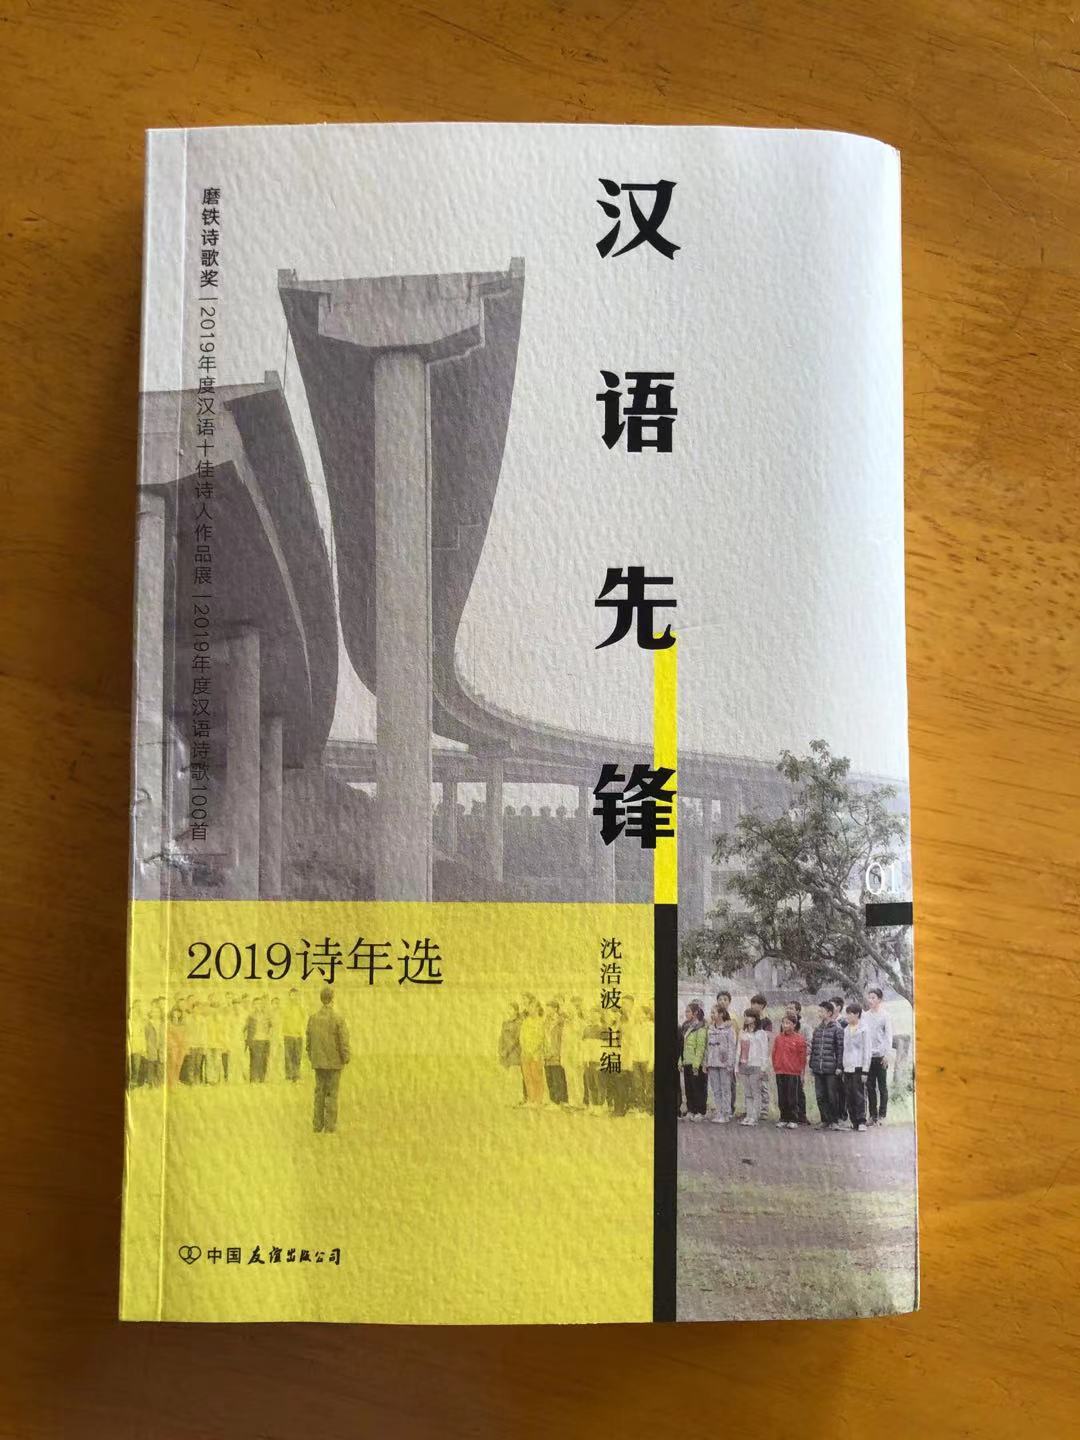 汉语先锋
磨铁诗歌奖|2019年度汉语十佳诗人作品展|2019年度汉语诗歌100首
01
2019诗年选
沈浩波 主编
中国友谊出版公司